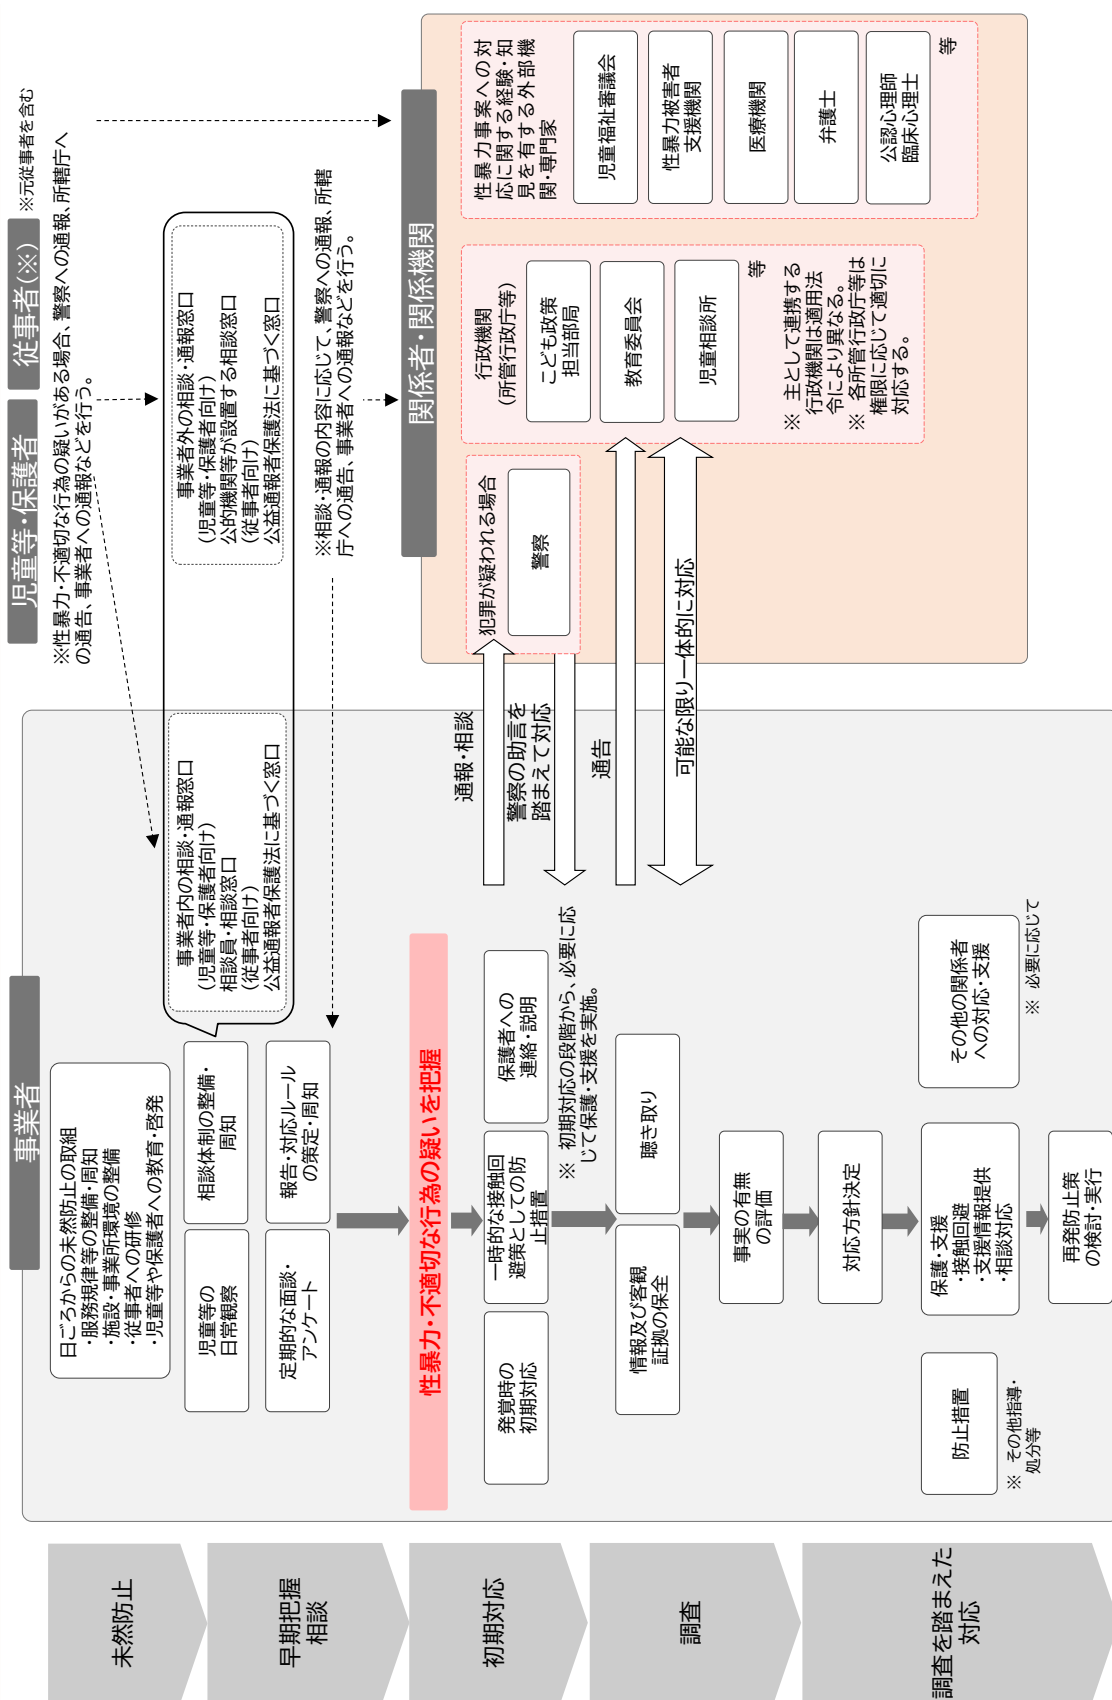 未然防止
早期把握
相談
初期対応
調査
調査を踏まえた
対応
事業者
日ごろからの未然防止の取組
・服務規律等の整備・周知
・施設・事業所環境の整備
・従事者への研修
・児童等や保護者への教育・啓発
児童等の
日常観察
相談体制の整備・
周知
定期的な面談・
アンケート
報告・対応ルール
の策定・周知
性暴力・不適切な行為の疑いを把握
発覚時の
初期対応
一時的な接触回
避策としての防
止措置
保護者への
連絡・説明
※ 初期対応の段階から、必要に応
じて保護・支援を実施。
情報及び客観
証拠の保全
聴き取り
事実の有無
の評価
対応方針決定
防止措置
※ その他指導・
処分等
保護・支援
・接触回避
・支援情報提供
・相談対応
その他の関係者
への対応・支援
※ 必要に応じて
再発防止策
の検討・実行
児童等・保護者
従事者(※)
※元従事者を含む
※性暴力・不適切な行為の疑いがある場合、警察への通報、所轄庁へ
の通告、事業者への通報などを行う。
事業者内の相談・通報窓口
(児童等・保護者向け)
相談員・相談窓口
(従事者向け)
公益通報者保護法に基づく窓口
事業者外の相談・通報窓口
(児童等・保護者向け)
公的機関等が設置する相談窓口
(従事者向け)
公益通報者保護法に基づく窓口
※相談・通報の内容に応じて、警察への通報、所轄
庁への通告、事業者への通報などを行う。
関係者・関係機関
通報・相談
警察の助言を
踏まえて対応
通告
可能な限り一体的に対応
犯罪が疑われる場合
警察
行政機関
(所管行政庁等)
こども政策
担当部局
教育委員会
児童相談所
等
※ 主として連携する
行政機関は適用法
令により異なる。
※ 各所管行政庁等は
権限に応じて適切に
対応する。
性暴力事案への対
応に関する経験・知
見を有する外部機
関・専門家
児童福祉審議会
性暴力被害者
支援機関
医療機関
弁護士
公認心理師
臨床心理士
等